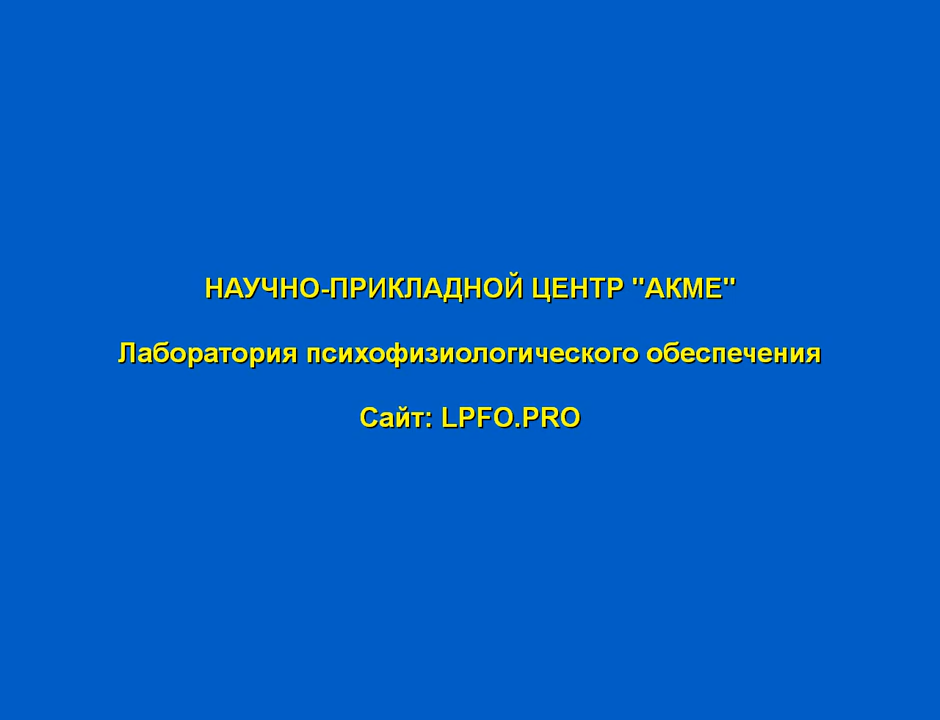 НАУЧНО-ПРИКЛАДНОЙ ЦЕНТР "АКМЕ"
Лаборатория психофизиологического обеспечения
Сайт: LPFO.PRO